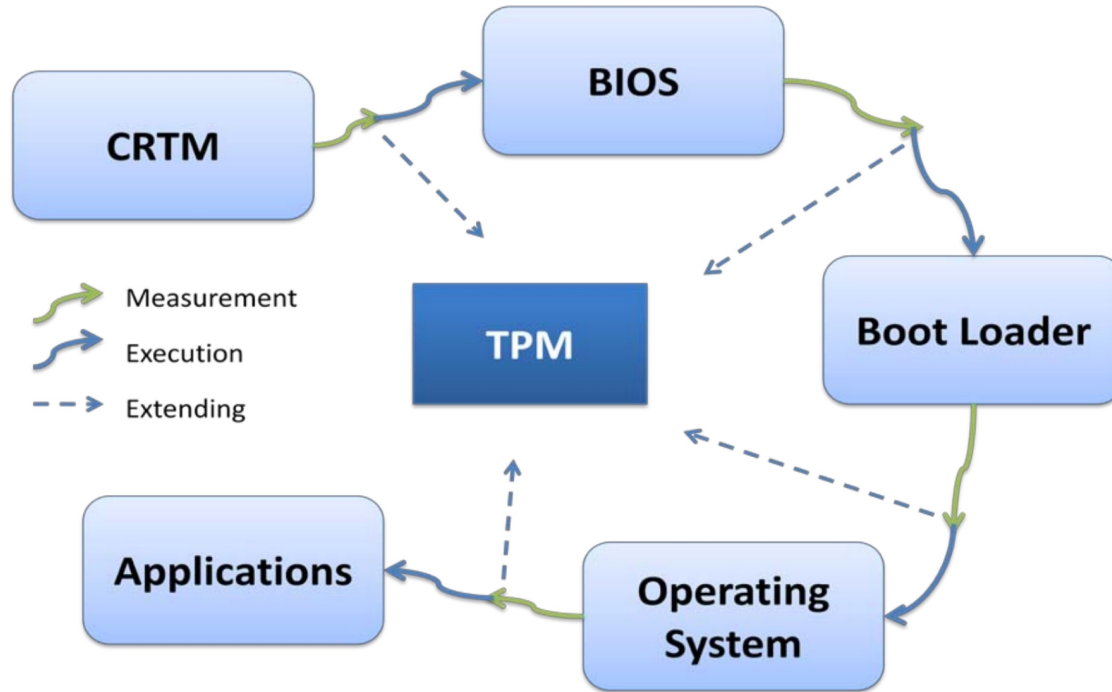 CRTM
BIOS
Measurement
Execution
Extending
TPM
Boot Loader
Applications
Operating
System